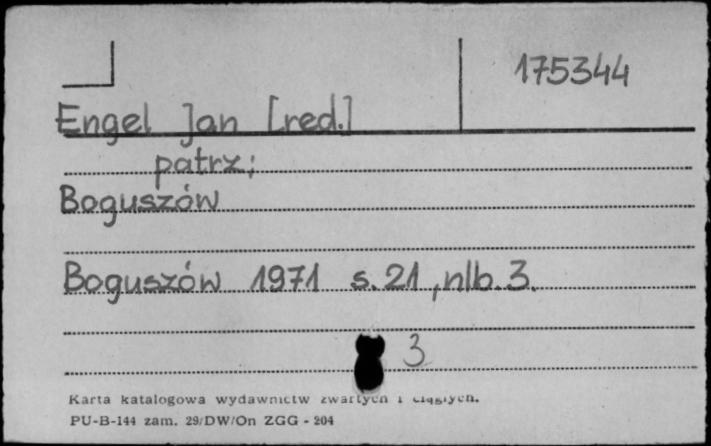 175344
Engel Jan [red.]
patrz;
Boguszów
Boguszów 1971 s. 21, nlb. 3.
3
Karta katalogowa wydawnictw zwartych i ciągłych.
PU-B-144 zam. 29/DW/On ZGG - 204